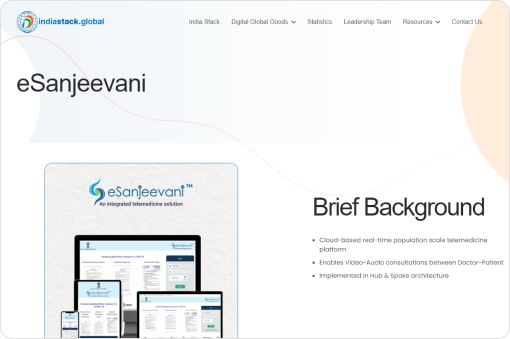 indiastack.global
India Stack
Digital Global Goods
Statistics
Leadership Team
Resources
Contact Us
eSanjeevani
eSanjeevani™
An integrated telemedicine solution
Brief Background
Cloud-based real-time population scale telemedicine
platform
Enables Video-Audio consultations between Doctor-Patient
Implemented in Hub & Spoke architecture